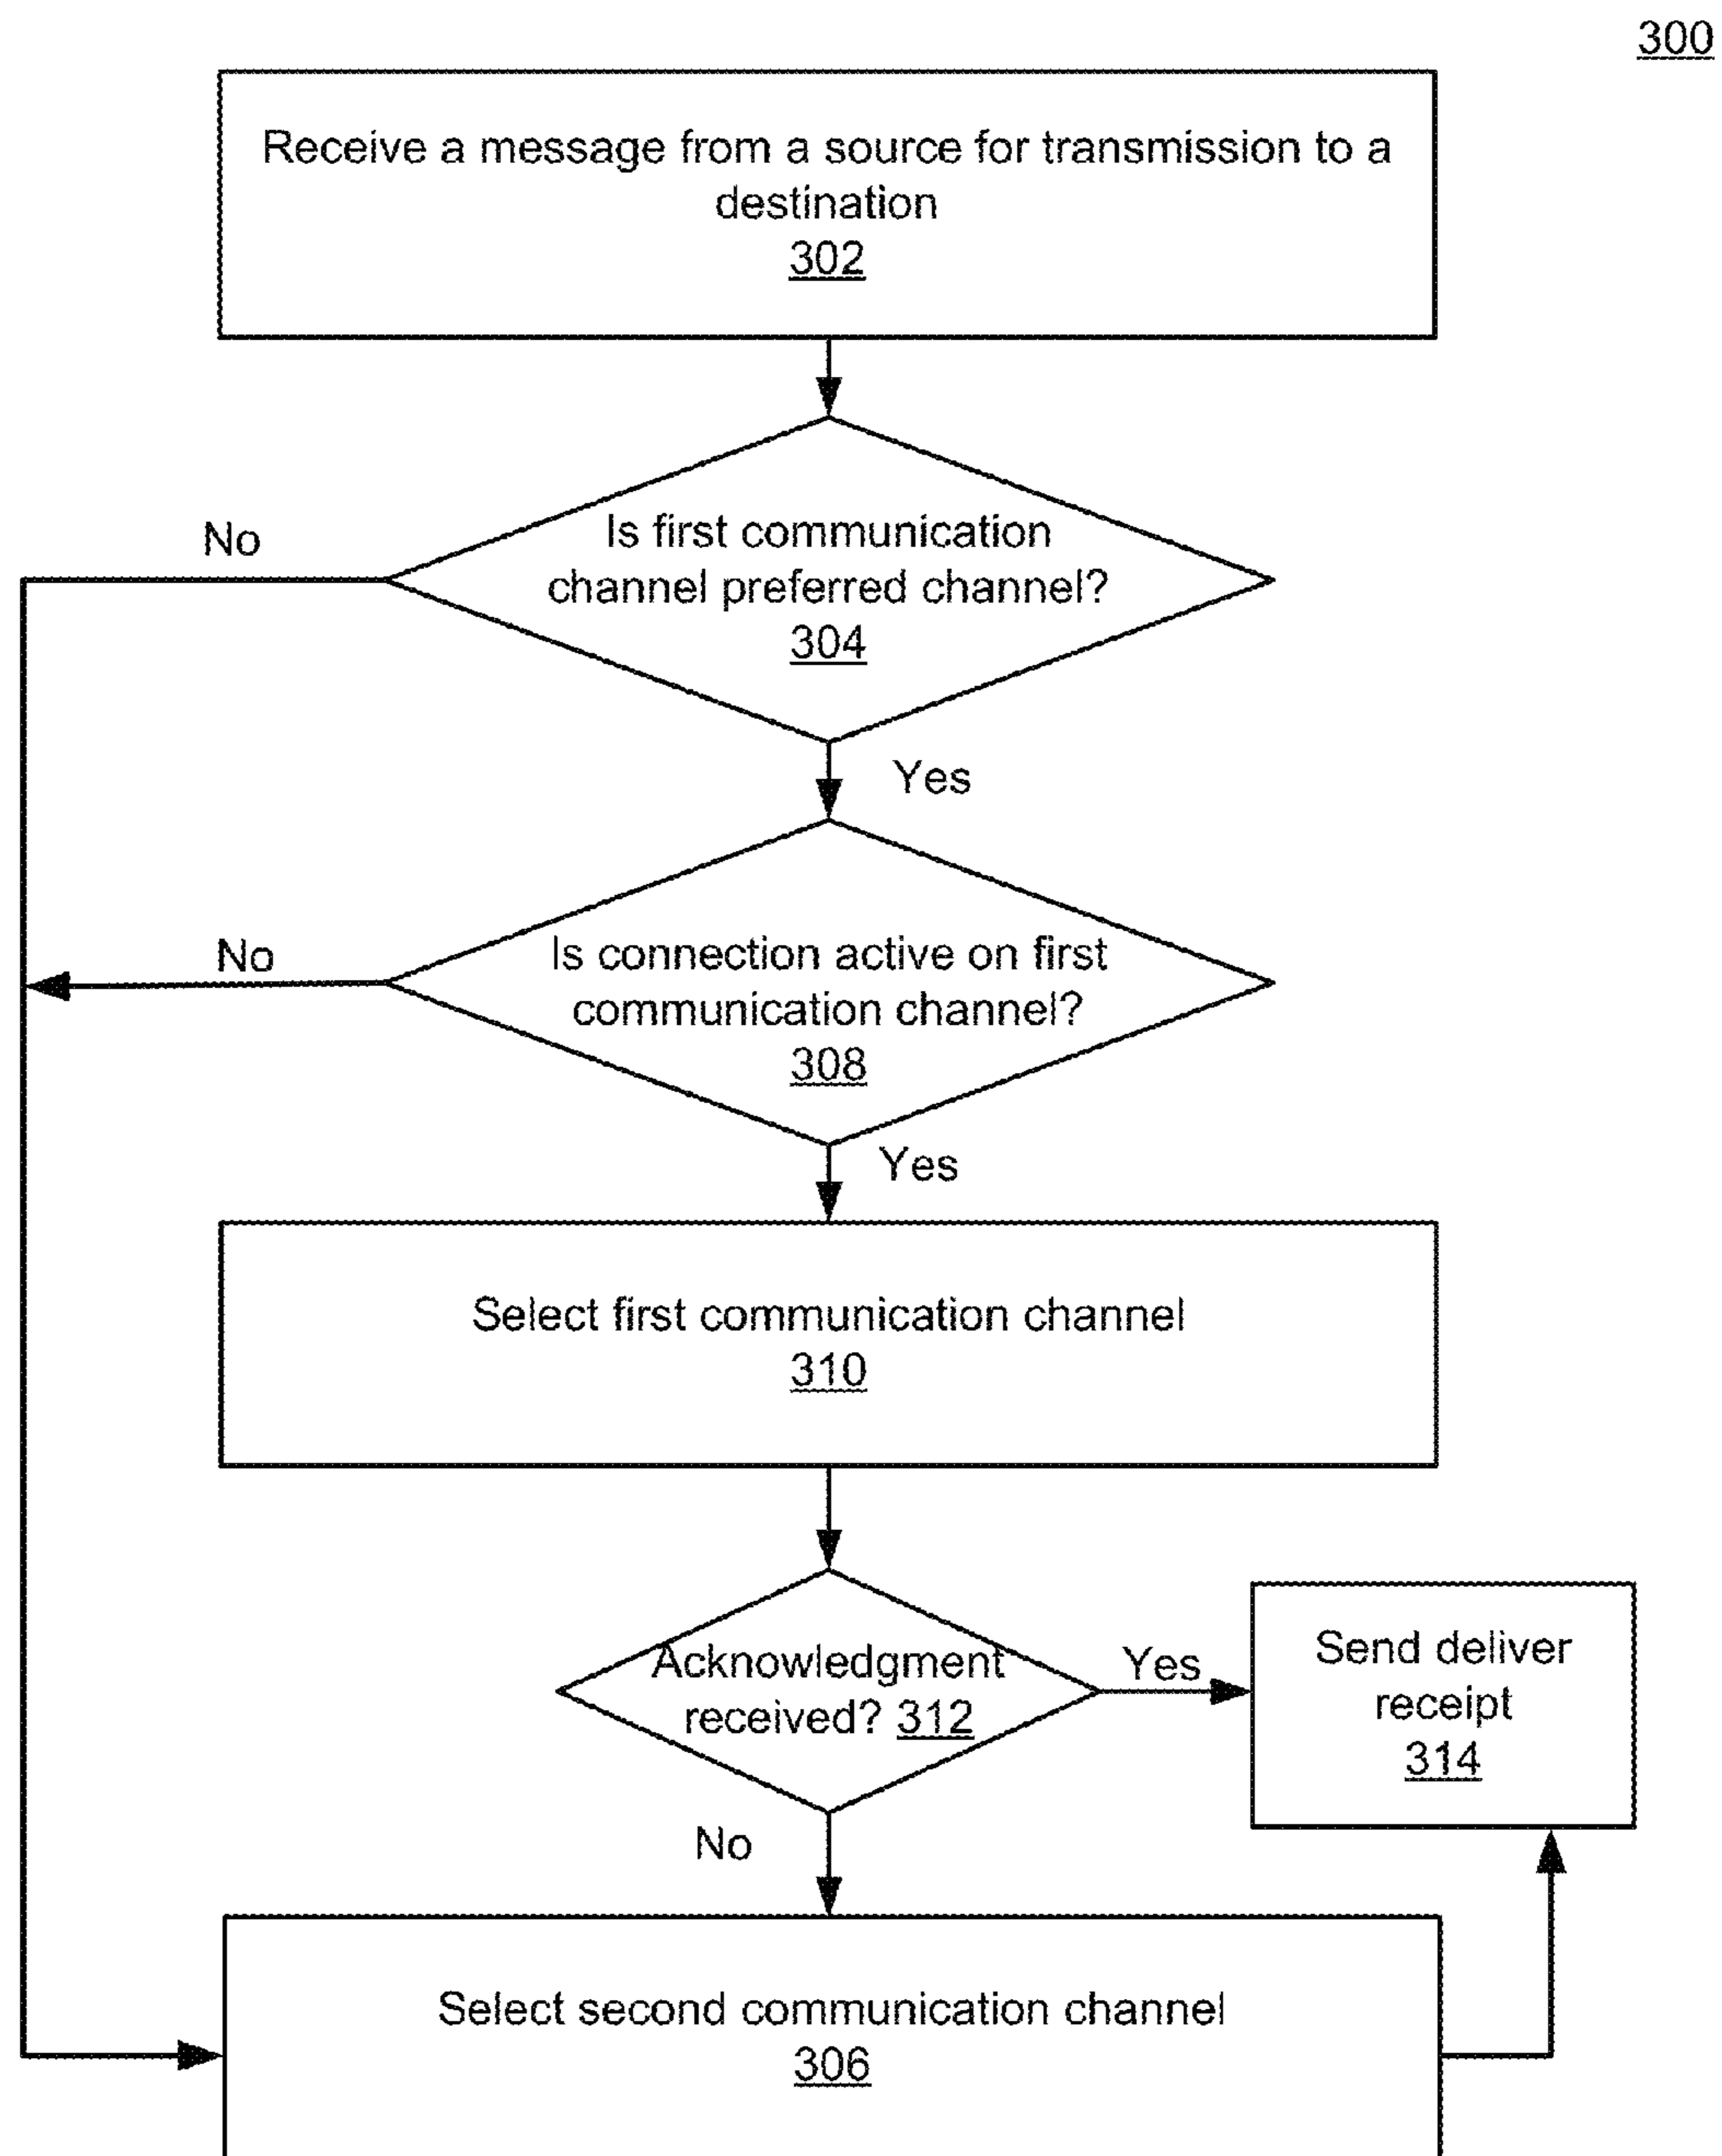 300
Receive a message from a source for transmission to a
destination
302
Is first communication
channel preferred channel?
304
No
Yes
Is connection active on first
communication channel?
308
No
Yes
Select first communication channel
310
Acknowledgment
received? 312
Yes
Send deliver
receipt
314
No
Select second communication channel
306